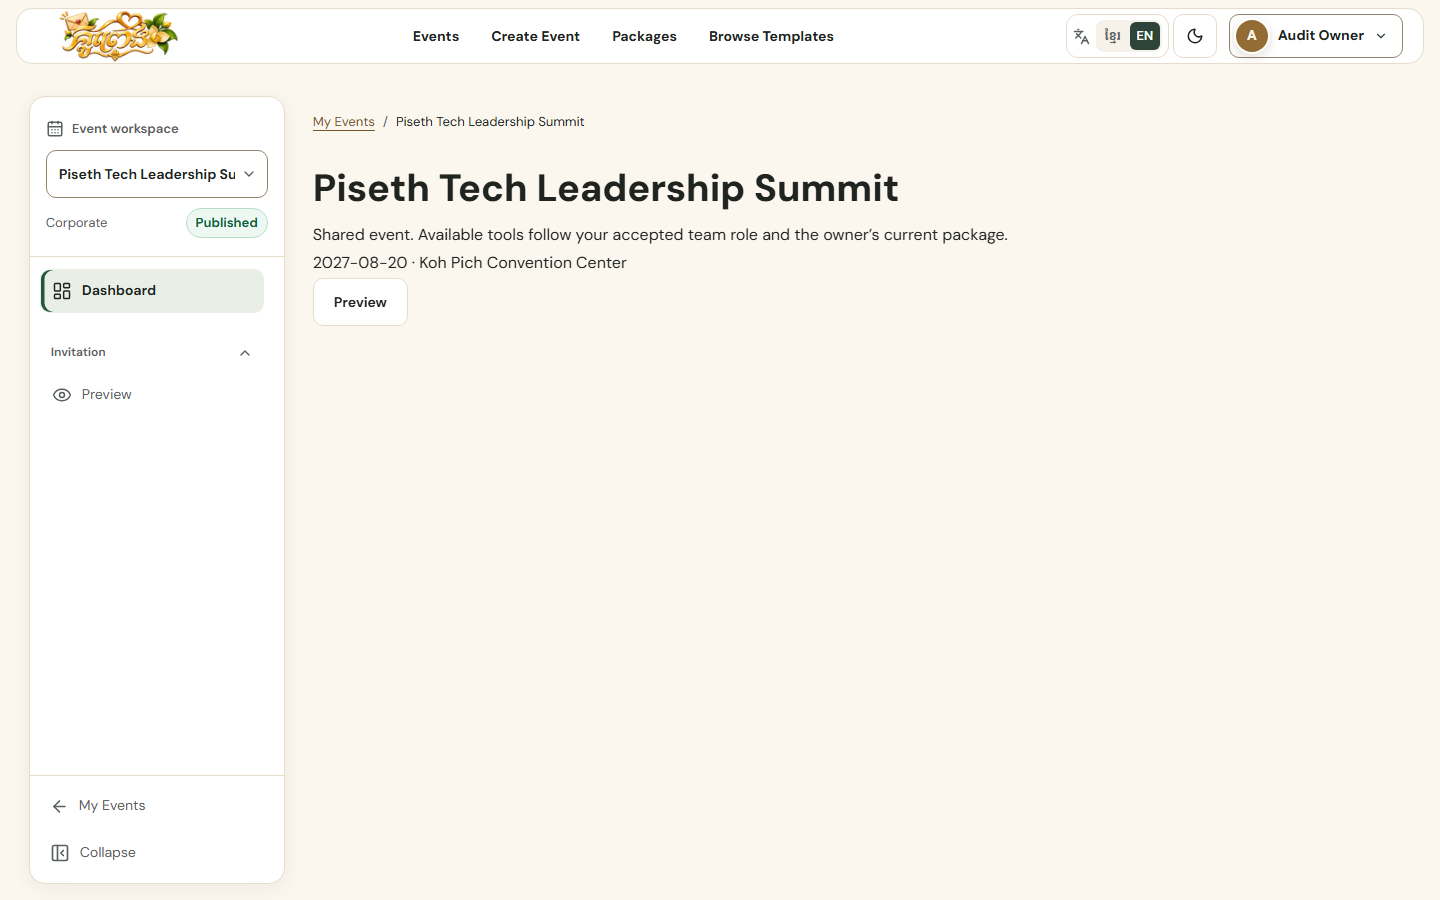 Events
Create Event
Packages
Browse Templates
ខ្មែរ
EN
A
Audit Owner
Event workspace
Piseth Tech Leadership Su
Corporate
Published
Dashboard
Invitation
Preview
My Events
Collapse
My Events / Piseth Tech Leadership Summit
Piseth Tech Leadership Summit
Shared event. Available tools follow your accepted team role and the owner’s current package.
2027-08-20 · Koh Pich Convention Center
Preview